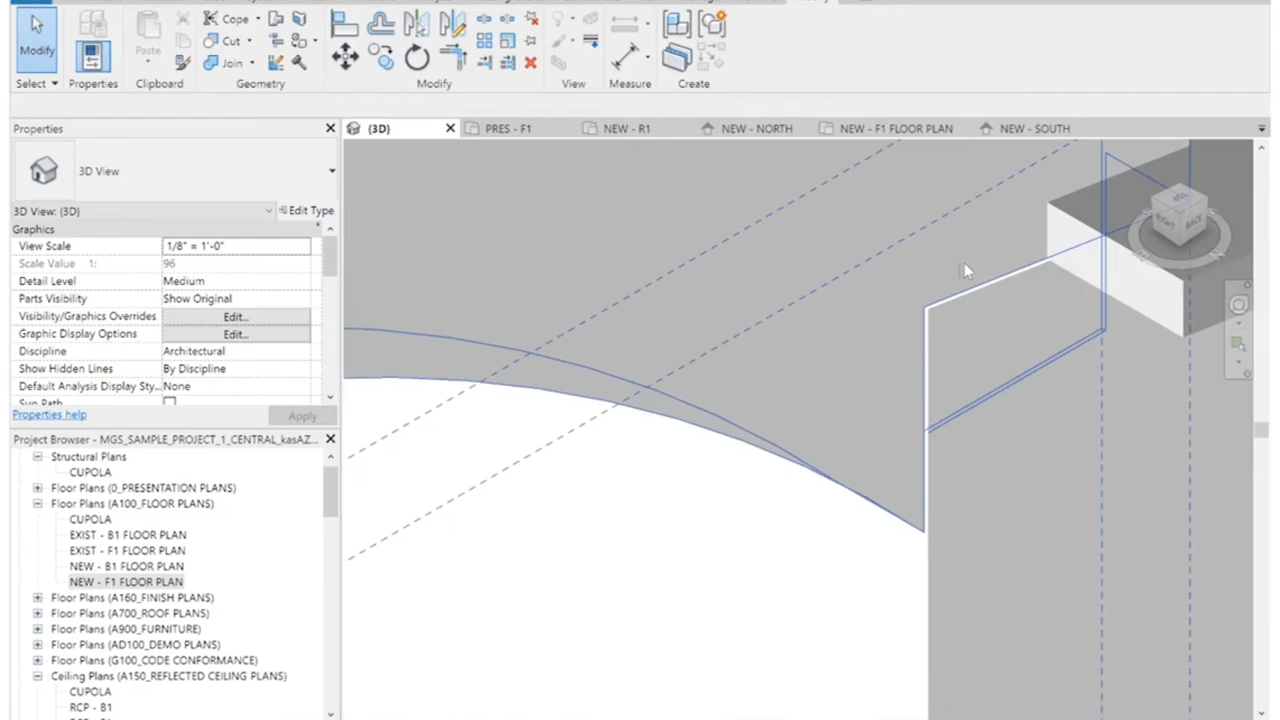 Cope
Modify
Paste
Cut
Join
Select
Properties
Clipboard
Geometry
Modify
View
Measure
Create
Properties
{3D}
PRES - F1
NEW - R1
NEW - NORTH
NEW - F1 FLOOR PLAN
NEW - SOUTH
3D View
3D View: {3D}
Edit Type
Graphics
View Scale 1/8" = 1'-0"
Scale Value 1: 96
Detail Level Medium
Parts Visibility Show Original
Visibility/Graphics Overrides Edit...
Graphic Display Options Edit...
Discipline Architectural
Show Hidden Lines By Discipline
Default Analysis Display Sty... None
Sun Path
Properties help
Apply
Project Browser - MGS_SAMPLE_PROJECT_1_CENTRAL_kasAZ...
Structural Plans
CUPOLA
Floor Plans (0_PRESENTATION PLANS)
Floor Plans (A100_FLOOR PLANS)
CUPOLA
EXIST - B1 FLOOR PLAN
EXIST - F1 FLOOR PLAN
NEW - B1 FLOOR PLAN
NEW - F1 FLOOR PLAN
Floor Plans (A160_FINISH PLANS)
Floor Plans (A700_ROOF PLANS)
Floor Plans (A900_FURNITURE)
Floor Plans (AD100_DEMO PLANS)
Floor Plans (G100_CODE CONFORMANCE)
Ceiling Plans (A150_REFLECTED CEILING PLANS)
CUPOLA
RCP - B1
TOP
RIGHT
BACK